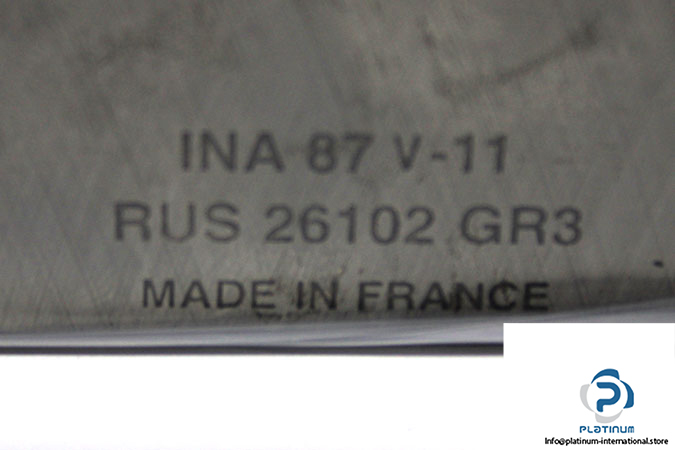 INA 87 V-11
RUS 26102 GR3
MADE IN FRANCE
PLATINUM
Info@platinum-international.store